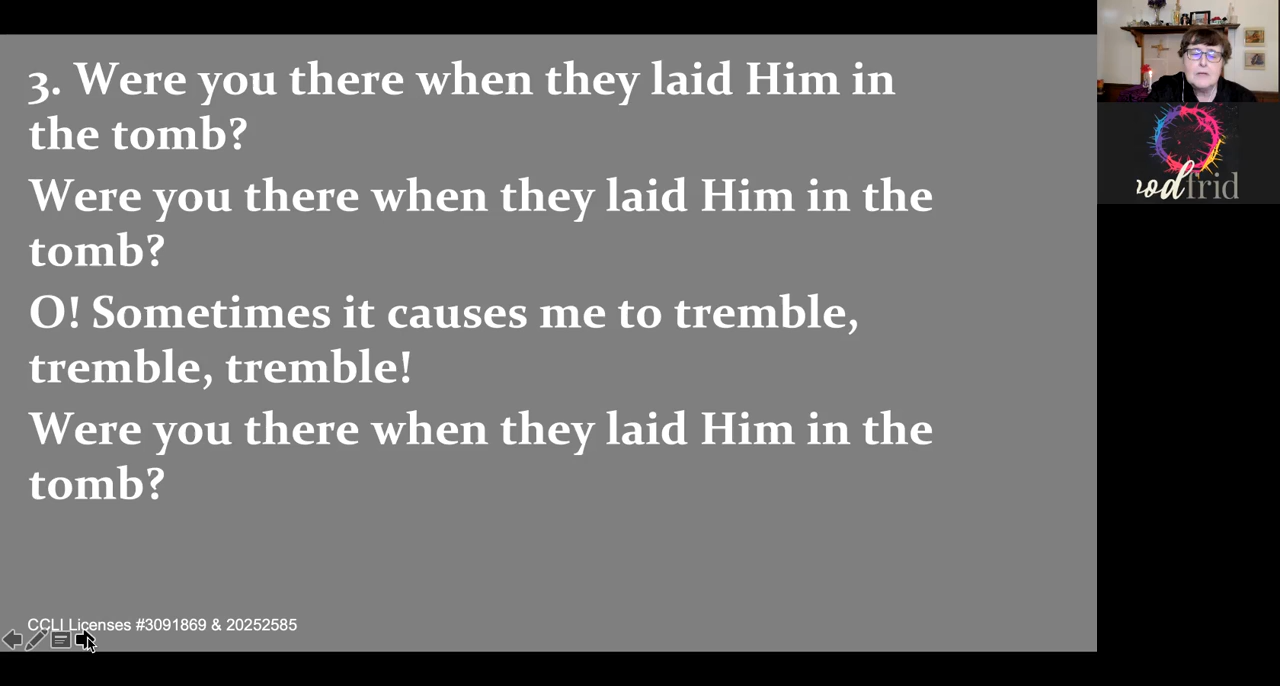 3. Were you there when they laid Him in
the tomb?
Were you there when they laid Him in the
tomb?
O! Sometimes it causes me to tremble,
tremble, tremble!
Were you there when they laid Him in the
tomb?
CCLI Licenses #3091869 & 20252585
ood frid